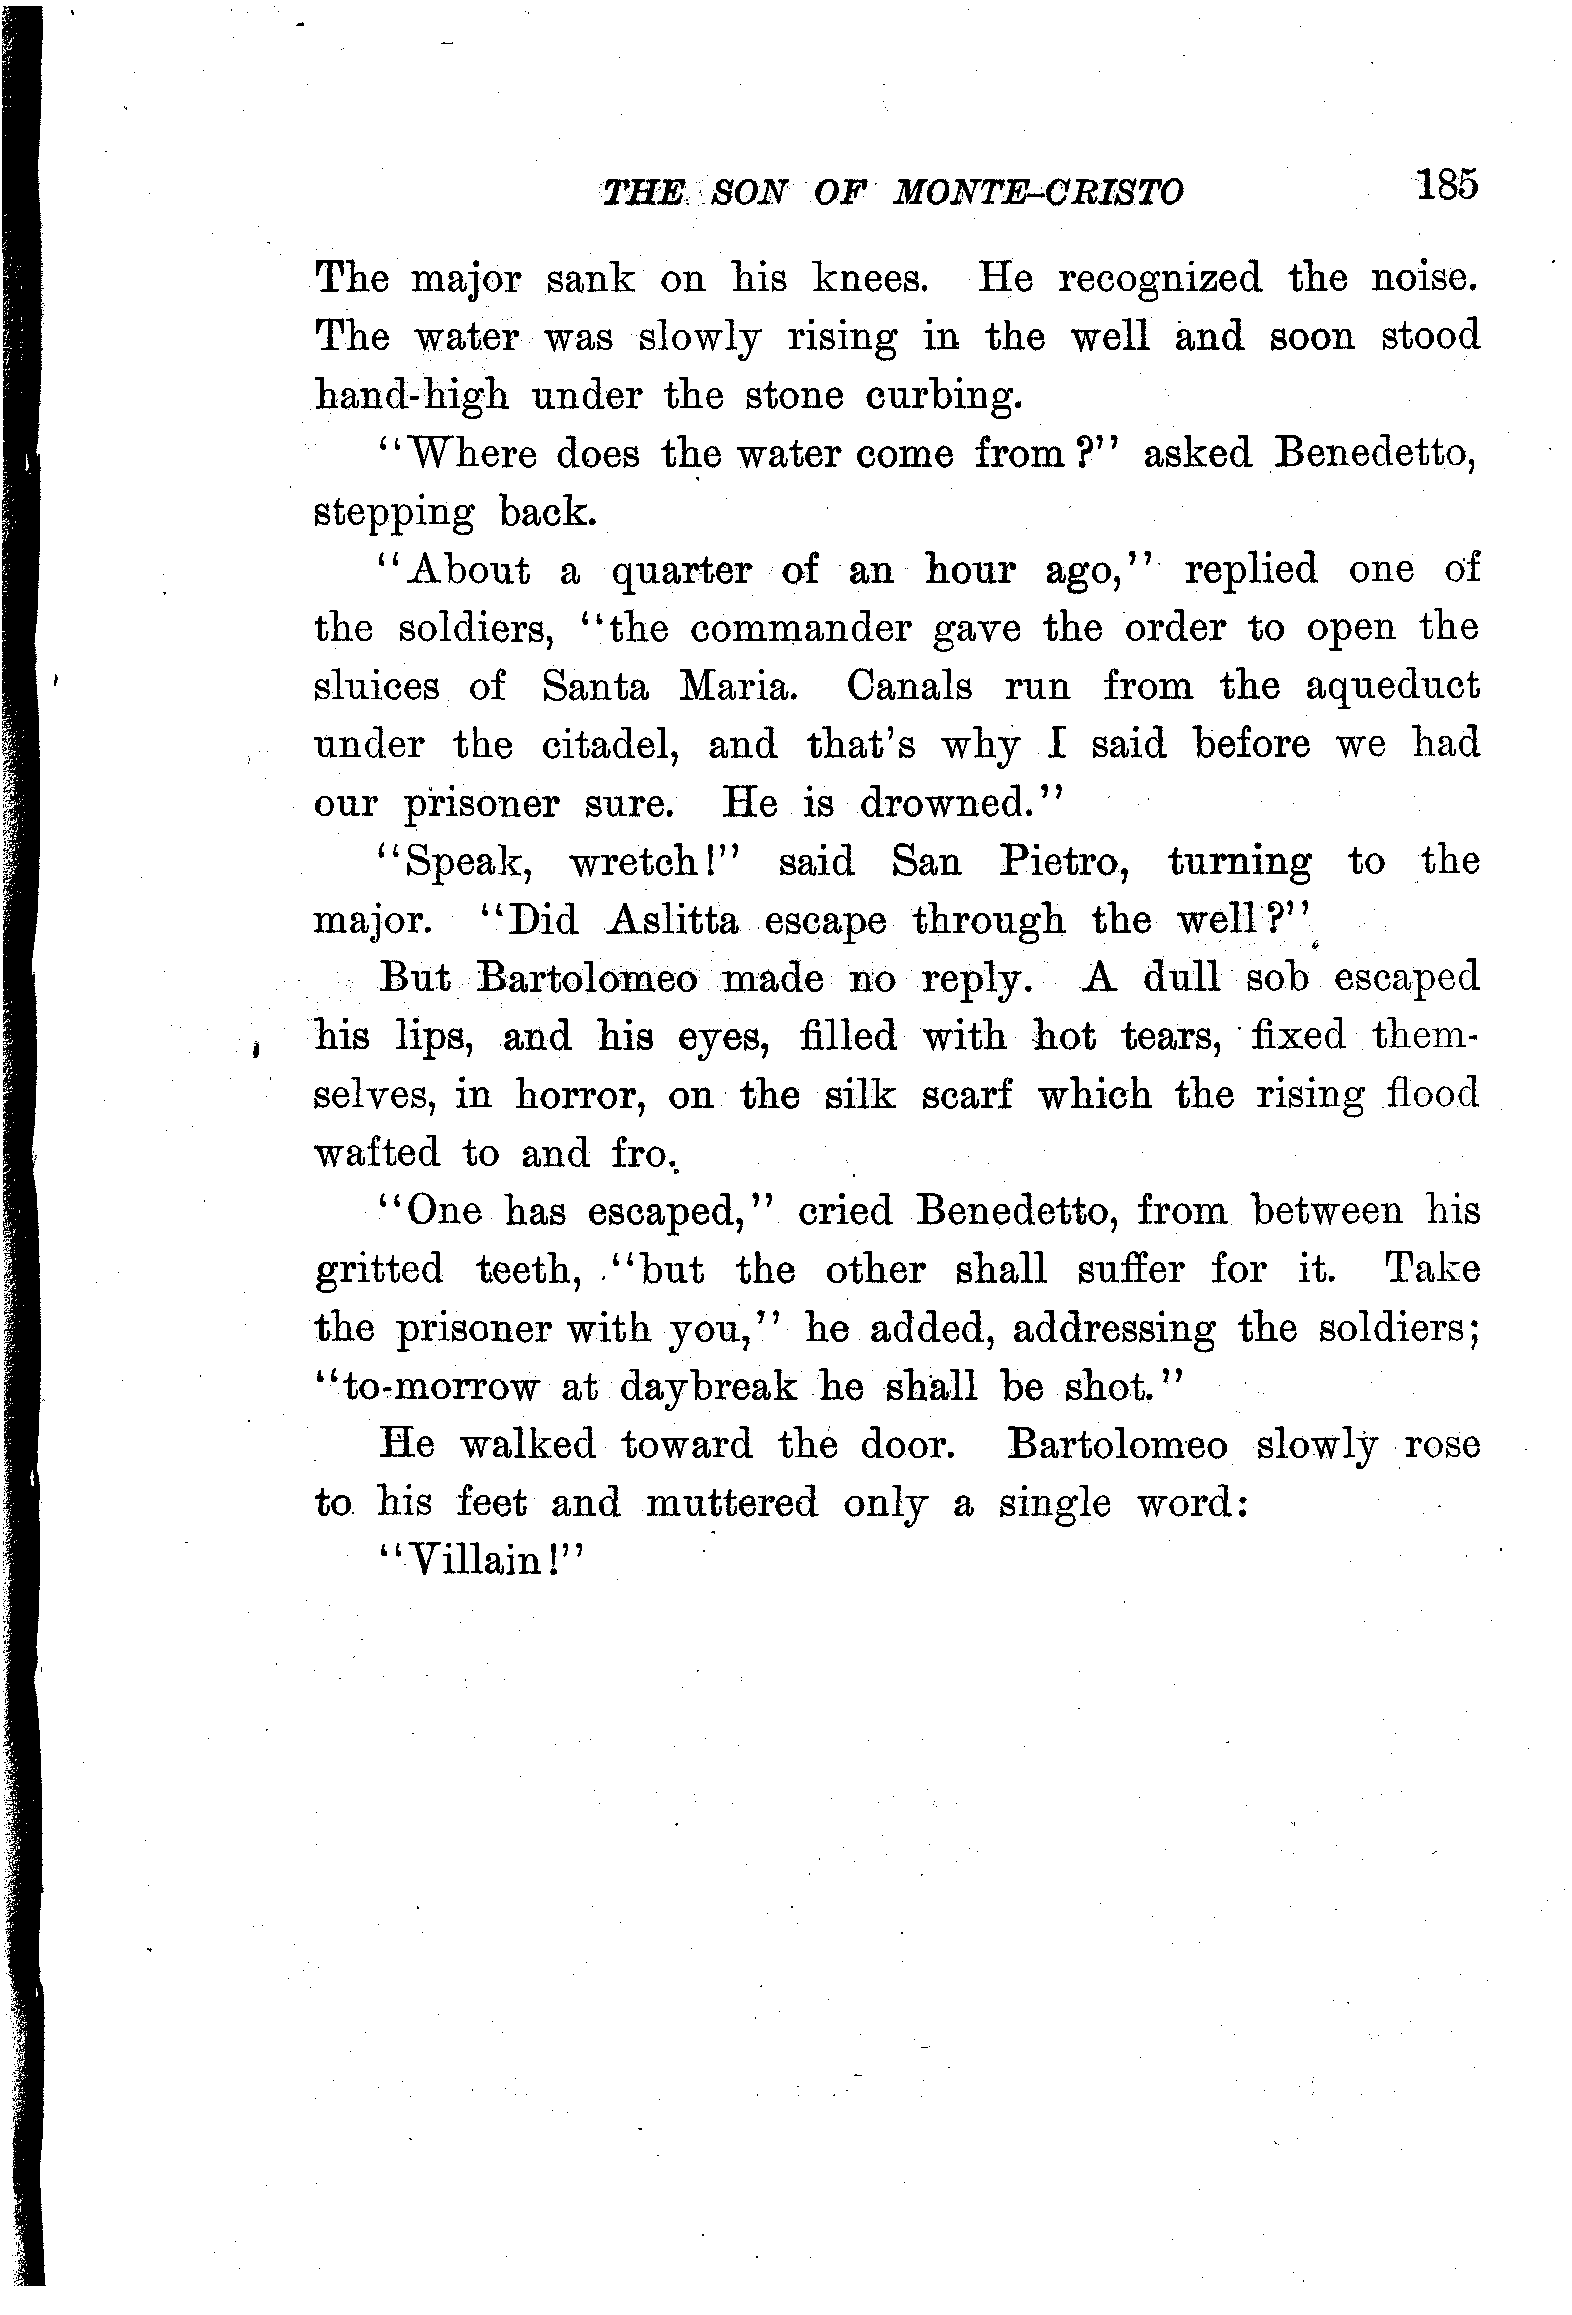 THE SON OF MONTE-CRISTO 185
The major sank on his knees. He recognized the noise.
The water was slowly rising in the well and soon stood
hand-high under the stone curbing.
"Where does the water come from?" asked Benedetto,
stepping back.
"About a quarter of an hour ago," replied one of
the soldiers, "the commander gave the order to open the
sluices of Santa Maria. Canals run from the aqueduct
under the citadel, and that's why I said before we had
our prisoner sure. He is drowned."
"Speak, wretch!" said San Pietro, turning to the
major. "Did Aslitta escape through the well?"
But Bartolomeo made no reply. A dull sob escaped
his lips, and his eyes, filled with hot tears, fixed them-
selves, in horror, on the silk scarf which the rising flood
wafted to and fro.
"One has escaped," cried Benedetto, from between his
gritted teeth, "but the other shall suffer for it. Take
the prisoner with you," he added, addressing the soldiers;
"to-morrow at daybreak he shall be shot."
He walked toward the door. Bartolomeo slowly rose
to his feet and muttered only a single word:
"Villain!"